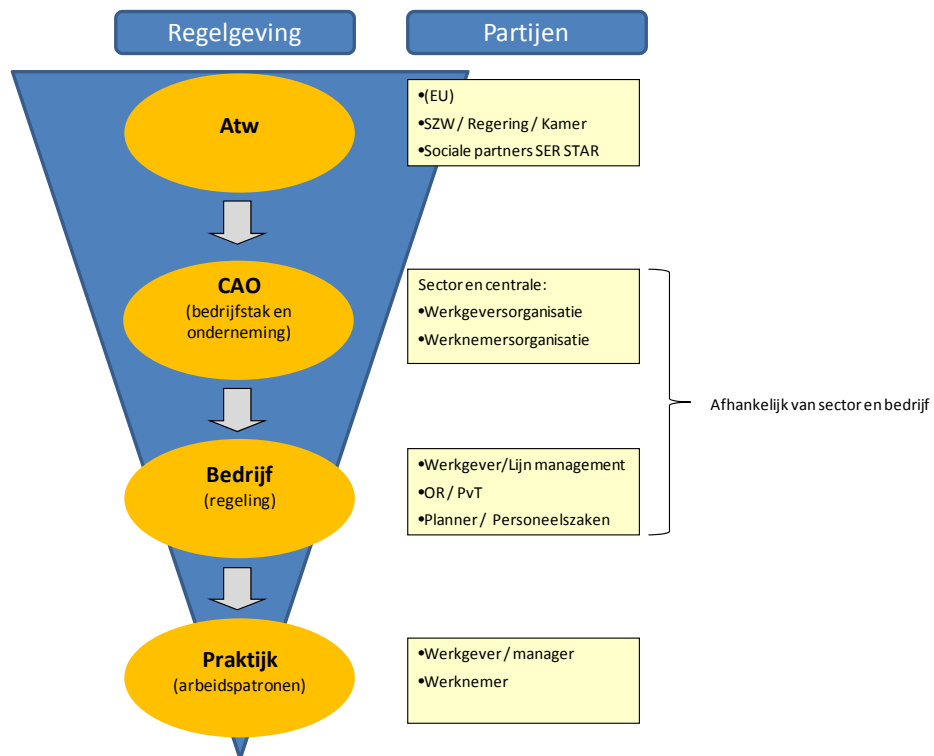 Regelgeving
Partijen
Atw
•(EU)
•SZW / Regering / Kamer
•Sociale partners SER STAR
CAO
(bedrijfstak en
onderneming)
Sector en centrale:
•Werkgeversorganisatie
•Werknemersorganisatie
Afhankelijk van sector en bedrijf
Bedrijf
(regeling)
•Werkgever/Lijn management
•OR / PvT
•Planner / Personeelszaken
Praktijk
(arbeidspatronen)
•Werkgever / manager
•Werknemer